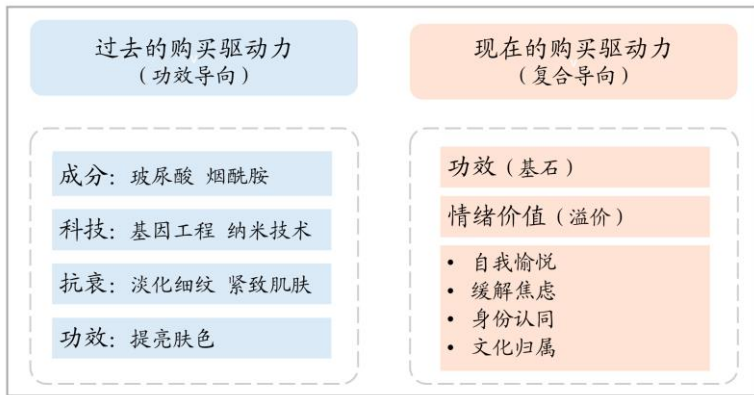 过去的购买驱动力
（功效导向）
成分：玻尿酸 烟酰胺
科技：基因工程 纳米技术
抗衰：淡化细纹 紧致肌肤
功效：提亮肤色
现在的购买驱动力
（复合导向）
功效（基石）
情绪价值（溢价）
• 自我愉悦
• 缓解焦虑
• 身份认同
• 文化归属